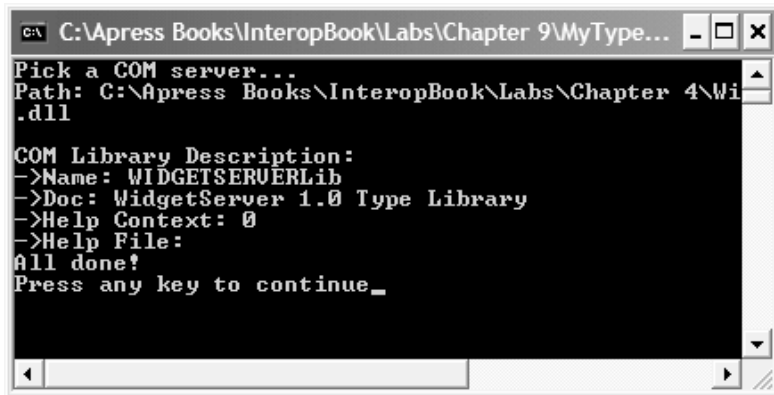 C:\Apress Books\InteropBook\Labs\Chapter 9\MyType...
Pick a COM server...
Path: C:\Apress Books\InteropBook\Labs\Chapter 4\Wi
.dll
COM Library Description:
->Name: WIDGETSERVERLib
->Doc: WidgetServer 1.0 Type Library
->Help Context: 0
->Help File:
All done!
Press any key to continue_